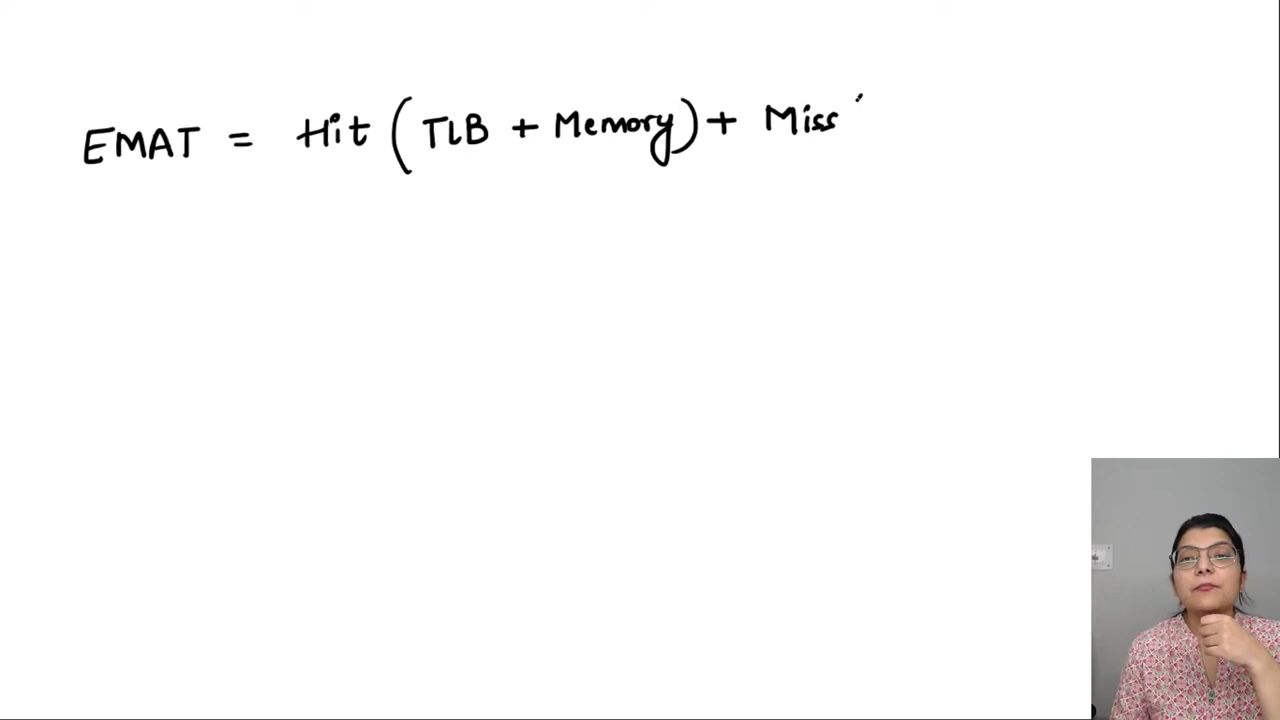 EMAT = Hit (TLB + Memory) + Miss